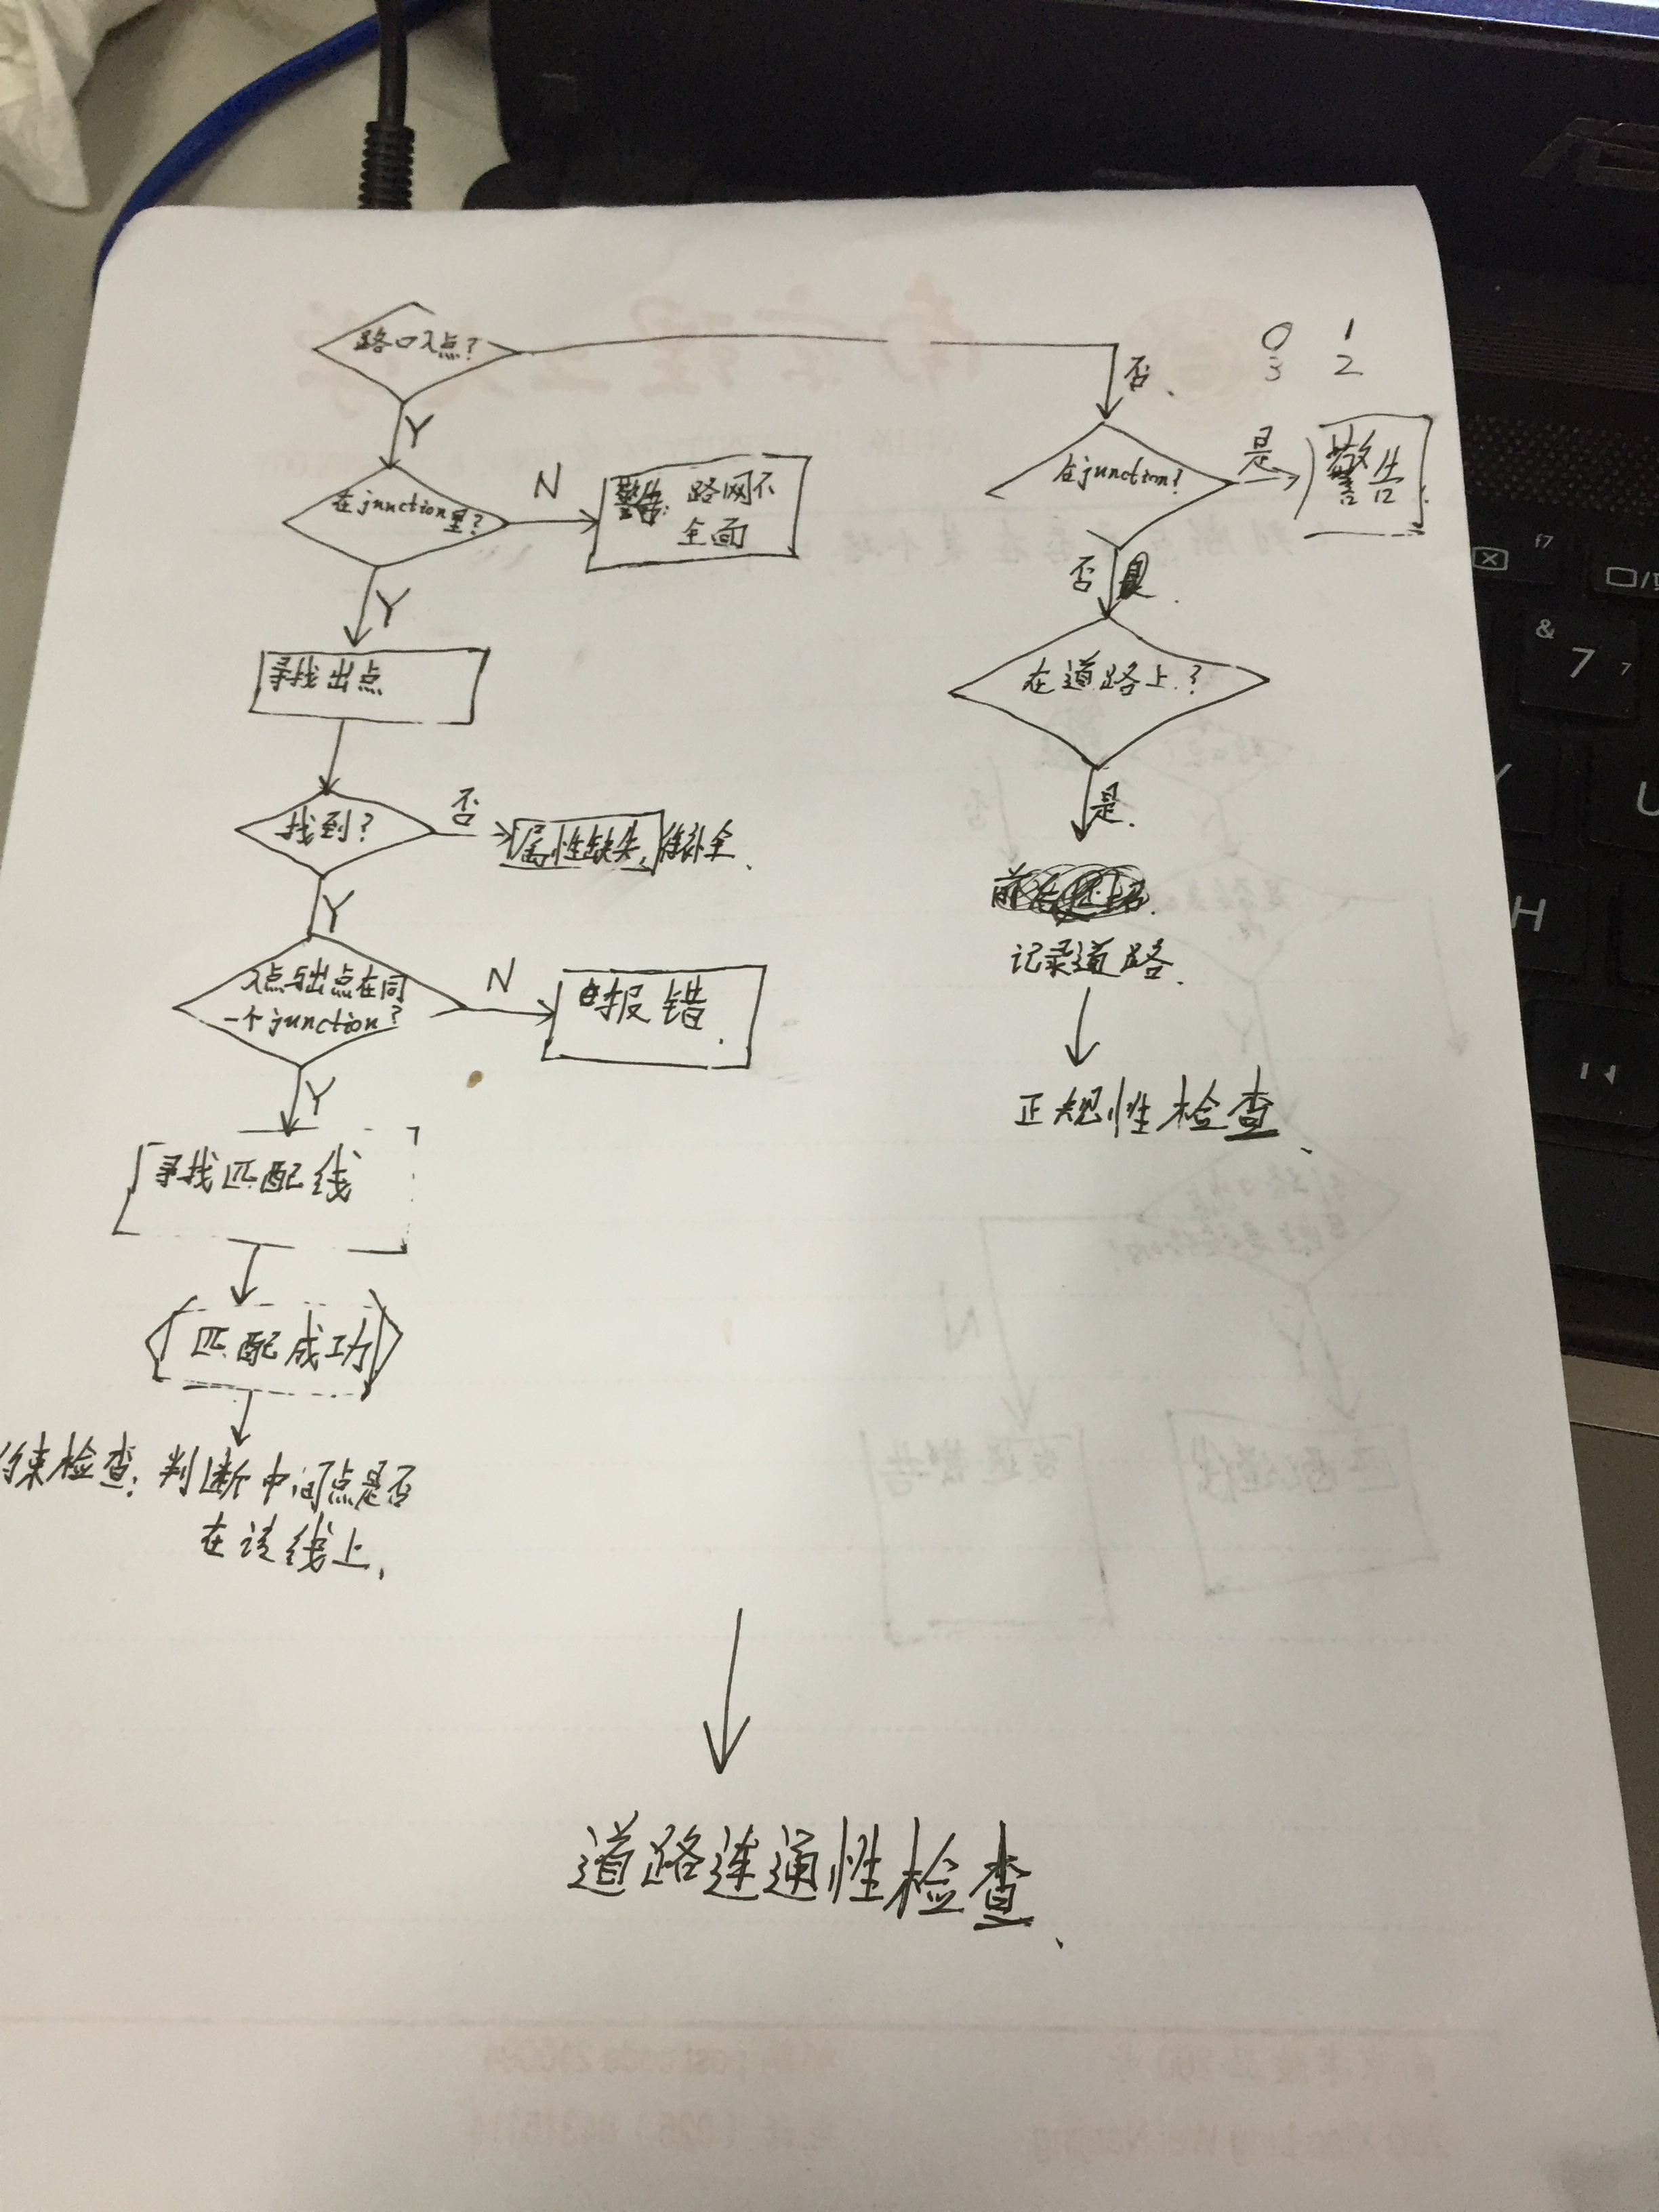 路口入点?
Y
在junction里?
N
警告: 路网不
全面
Y
寻找出点
找到?
否
属性缺失,
补全.
Y
入点与出点在同
一个junction?
N
报错.
Y
寻找匹配线
匹配成功
约束检查: 判断中间点是否
在该线上.
否.
0 1
3 2
在junction?
是
警告.
否
在道路上?
是.
记录道路.
正规性检查.
道路连通性检查.
f7
&
7
7
U
H